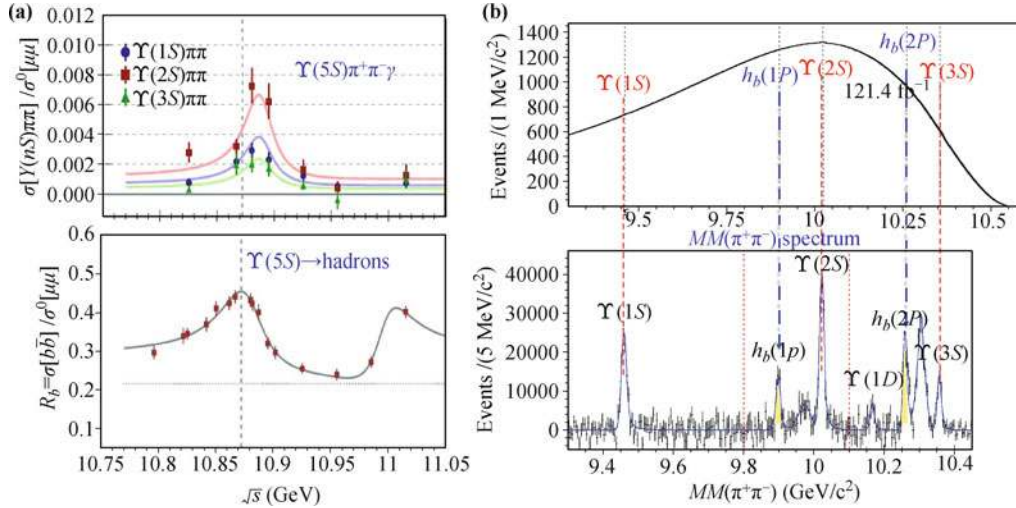 (a)
σ[Υ(nS)ππ] /σ⁰[μμ]
0.012
0.010
0.008
0.006
0.004
0.002
0.000
Υ(1S)ππ
Υ(2S)ππ
Υ(3S)ππ
Υ(5S)π⁺π⁻γ
R_b=σ[bb̄] /σ⁰[μμ]
0.6
0.5
0.4
0.3
0.2
0.1
Υ(5S)→hadrons
10.75 10.8 10.85 10.9 10.95 11 11.05
√s (GeV)
(b)
Events /(1 MeV/c²)
1400
1200
1000
800
600
400
200
0
Υ(1S)
h_b(1P)
Υ(2S)
h_b(2P)
Υ(3S)
121.4 fb⁻¹
9.5 9.75 10 10.25 10.5
MM(π⁺π⁻) spectrum
Events /(5 MeV/c²)
40000
30000
20000
10000
0
Υ(1S)
h_b(1p)
Υ(2S)
Υ(1D)
h_b(2P)
Υ(3S)
9.4 9.6 9.8 10 10.2 10.4
MM(π⁺π⁻) (GeV/c²)